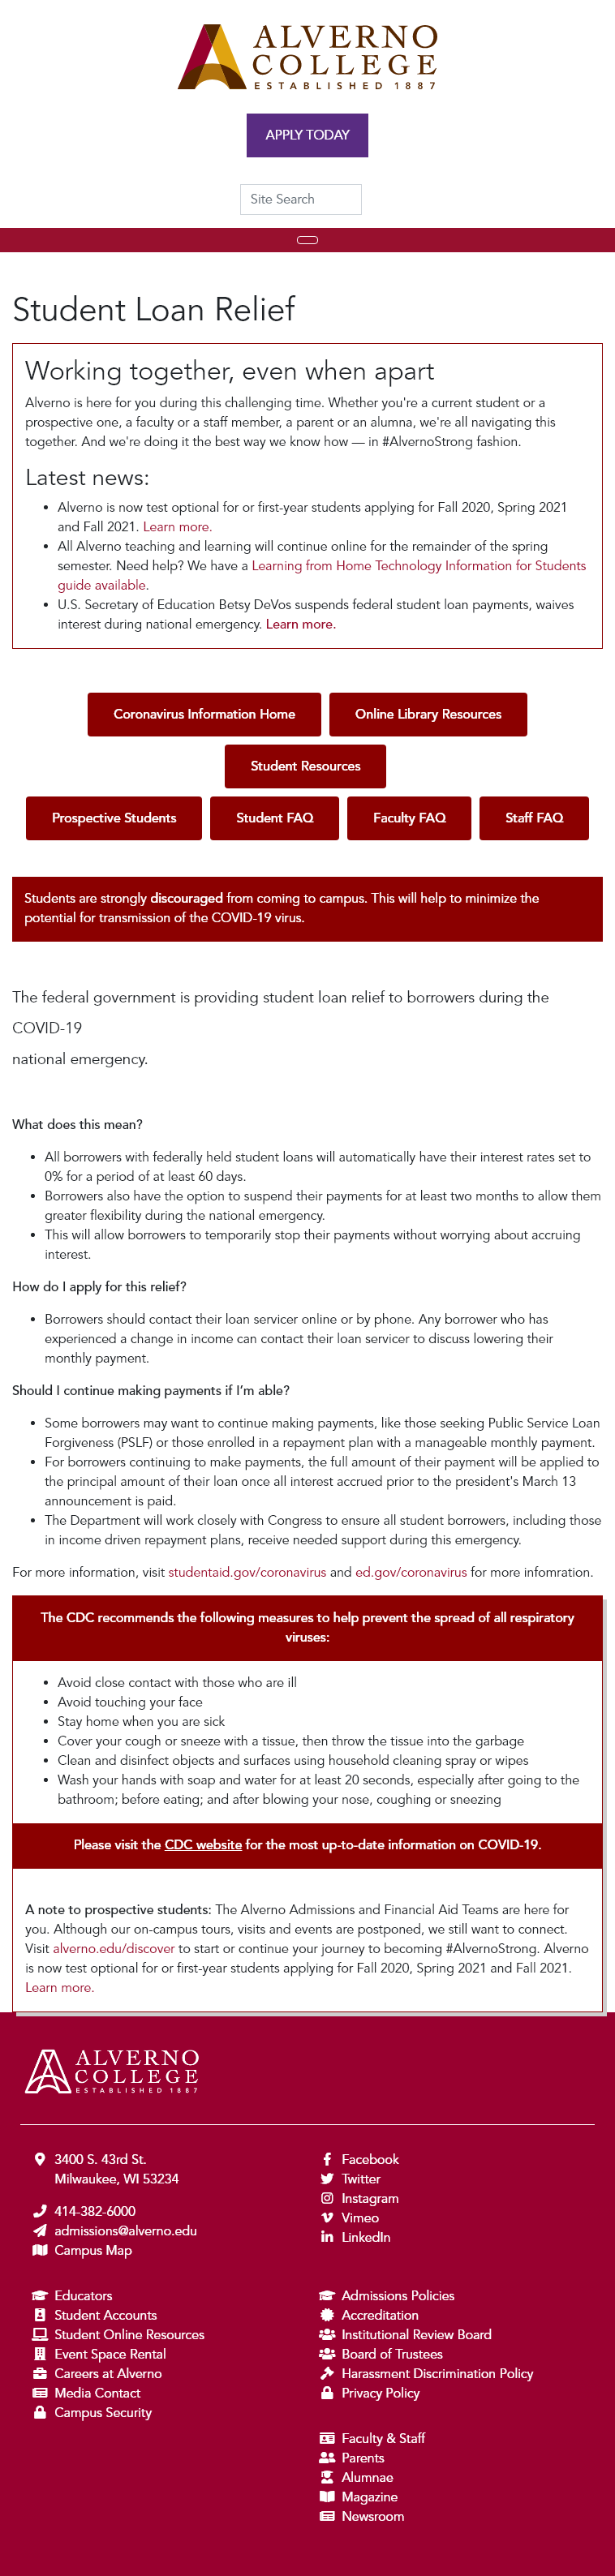 ALVERNO
COLLEGE
ESTABLISHED 1887
APPLY TODAY
Site Search
Student Loan Relief
Working together, even when apart
Alverno is here for you during this challenging time. Whether you're a current student or a
prospective one, a faculty or a staff member, a parent or an alumna, we're all navigating this
together. And we're doing it the best way we know how — in #AlvernoStrong fashion.
Latest news:
• Alverno is now test optional for or first-year students applying for Fall 2020, Spring 2021
and Fall 2021. Learn more.
• All Alverno teaching and learning will continue online for the remainder of the spring
semester. Need help? We have a Learning from Home Technology Information for Students
guide available.
• U.S. Secretary of Education Betsy DeVos suspends federal student loan payments, waives
interest during national emergency. Learn more.
Coronavirus Information Home Online Library Resources
Student Resources
Prospective Students Student FAQ Faculty FAQ Staff FAQ
Students are strongly discouraged from coming to campus. This will help to minimize the
potential for transmission of the COVID-19 virus.
The federal government is providing student loan relief to borrowers during the
COVID-19
national emergency.
What does this mean?
• All borrowers with federally held student loans will automatically have their interest rates set to
0% for a period of at least 60 days.
• Borrowers also have the option to suspend their payments for at least two months to allow them
greater flexibility during the national emergency.
• This will allow borrowers to temporarily stop their payments without worrying about accruing
interest.
How do I apply for this relief?
• Borrowers should contact their loan servicer online or by phone. Any borrower who has
experienced a change in income can contact their loan servicer to discuss lowering their
monthly payment.
Should I continue making payments if I’m able?
• Some borrowers may want to continue making payments, like those seeking Public Service Loan
Forgiveness (PSLF) or those enrolled in a repayment plan with a manageable monthly payment.
• For borrowers continuing to make payments, the full amount of their payment will be applied to
the principal amount of their loan once all interest accrued prior to the president's March 13
announcement is paid.
• The Department will work closely with Congress to ensure all student borrowers, including those
in income driven repayment plans, receive needed support during this emergency.
For more information, visit studentaid.gov/coronavirus and ed.gov/coronavirus for more infomration.
The CDC recommends the following measures to help prevent the spread of all respiratory
viruses:
• Avoid close contact with those who are ill
• Avoid touching your face
• Stay home when you are sick
• Cover your cough or sneeze with a tissue, then throw the tissue into the garbage
• Clean and disinfect objects and surfaces using household cleaning spray or wipes
• Wash your hands with soap and water for at least 20 seconds, especially after going to the
bathroom; before eating; and after blowing your nose, coughing or sneezing
Please visit the CDC website for the most up-to-date information on COVID-19.
A note to prospective students: The Alverno Admissions and Financial Aid Teams are here for
you. Although our on-campus tours, visits and events are postponed, we still want to connect.
Visit alverno.edu/discover to start or continue your journey to becoming #AlvernoStrong. Alverno
is now test optional for or first-year students applying for Fall 2020, Spring 2021 and Fall 2021.
Learn more.
ALVERNO
COLLEGE
ESTABLISHED 1887
3400 S. 43rd St.
Milwaukee, WI 53234
414-382-6000
admissions@alverno.edu
Campus Map
Facebook
Twitter
Instagram
Vimeo
LinkedIn
Educators
Student Accounts
Student Online Resources
Event Space Rental
Careers at Alverno
Media Contact
Campus Security
Admissions Policies
Accreditation
Institutional Review Board
Board of Trustees
Harassment Discrimination Policy
Privacy Policy
Faculty & Staff
Parents
Alumnae
Magazine
Newsroom